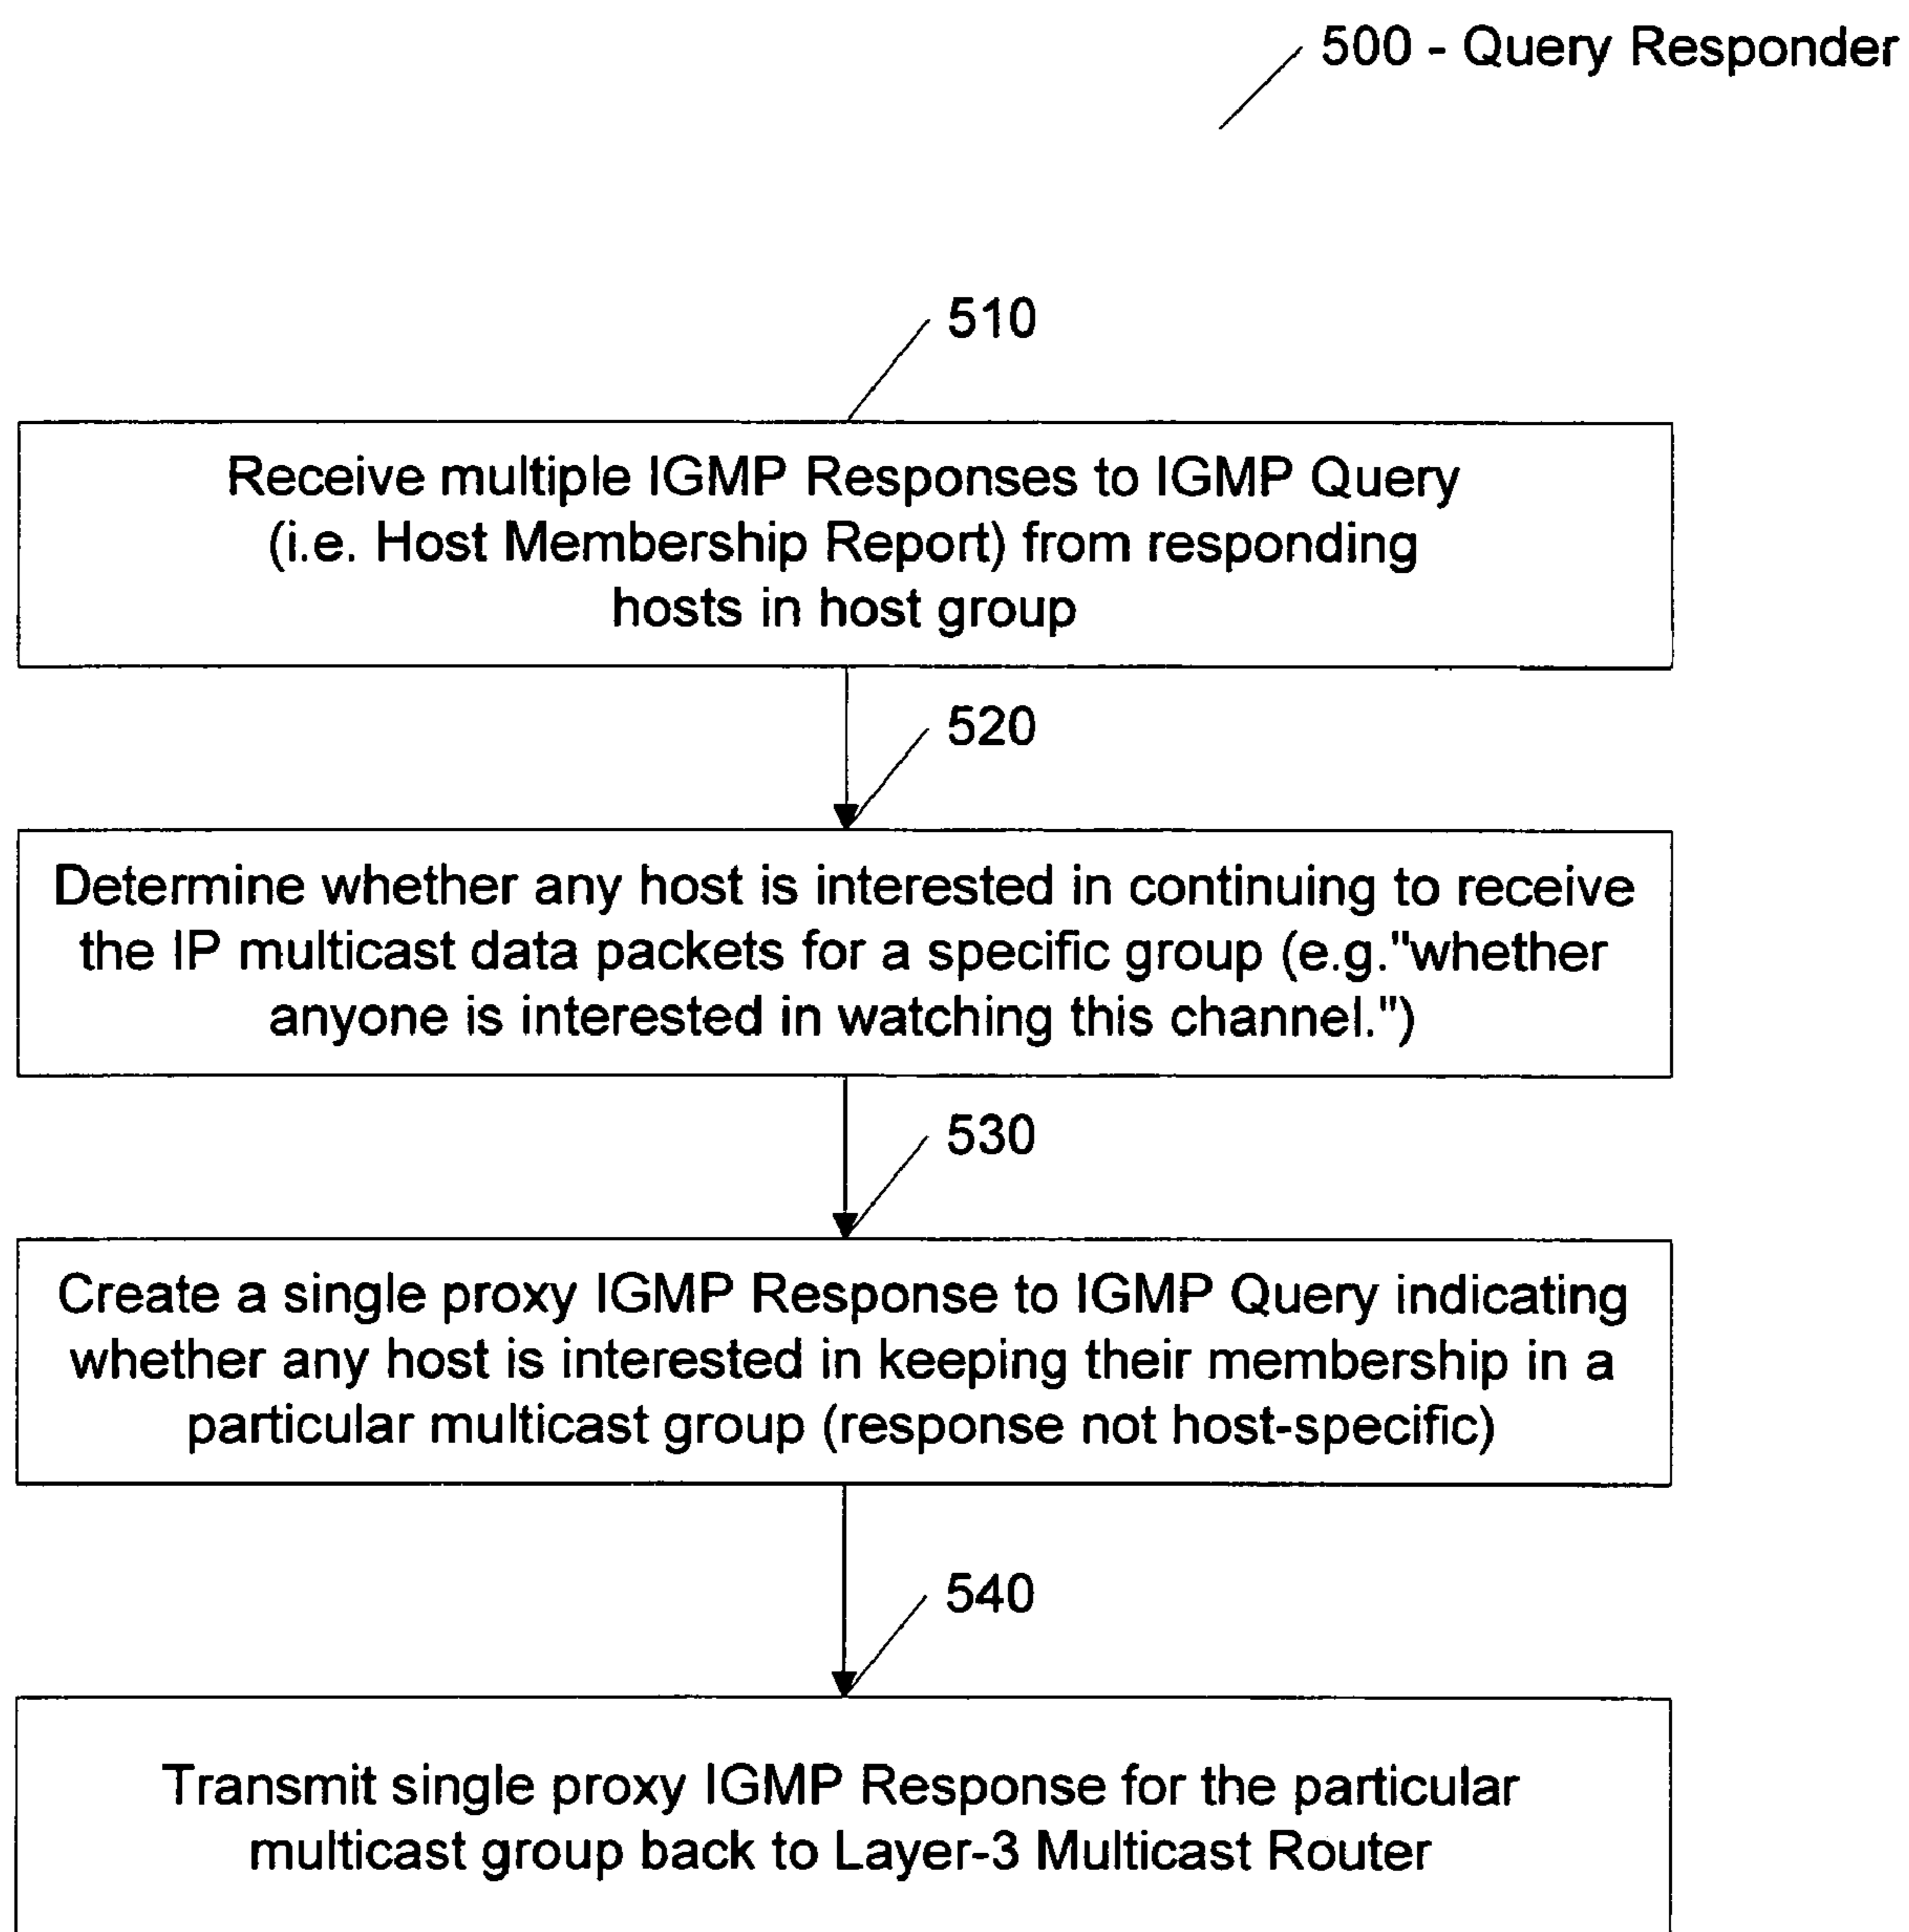 500 - Query Responder
510
Receive multiple IGMP Responses to IGMP Query
(i.e. Host Membership Report) from responding
hosts in host group
520
Determine whether any host is interested in continuing to receive
the IP multicast data packets for a specific group (e.g."whether
anyone is interested in watching this channel.")
530
Create a single proxy IGMP Response to IGMP Query indicating
whether any host is interested in keeping their membership in a
particular multicast group (response not host-specific)
540
Transmit single proxy IGMP Response for the particular
multicast group back to Layer-3 Multicast Router